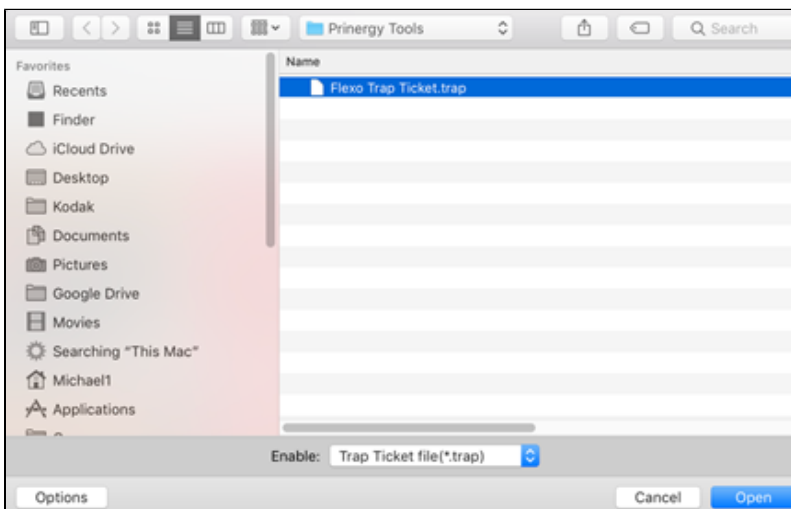 Prinergy Tools
Search
Favorites
Recents
Finder
iCloud Drive
Desktop
Kodak
Documents
Pictures
Google Drive
Movies
Searching "This Mac"
Michael1
Applications
Name
Flexo Trap Ticket.trap
Enable: Trap Ticket file(*.trap)
Options
Cancel
Open